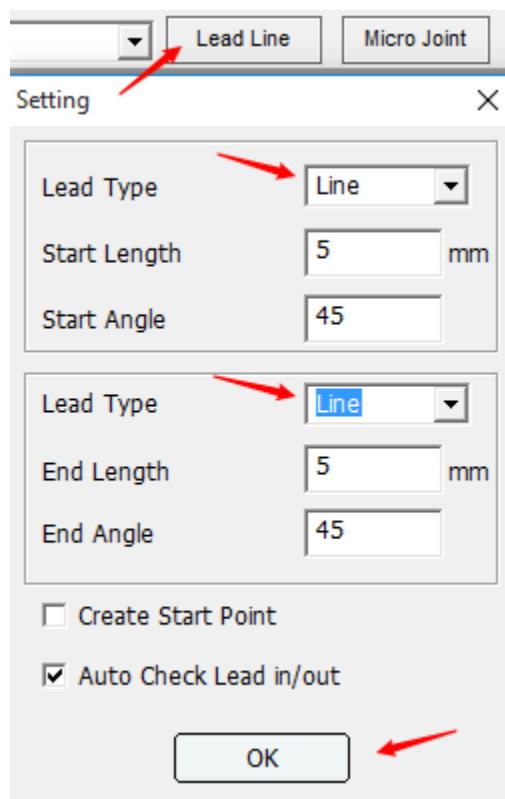 Lead Line Micro Joint
Setting
Lead Type Line
Start Length 5 mm
Start Angle 45
Lead Type Line
End Length 5 mm
End Angle 45
Create Start Point
Auto Check Lead in/out
OK